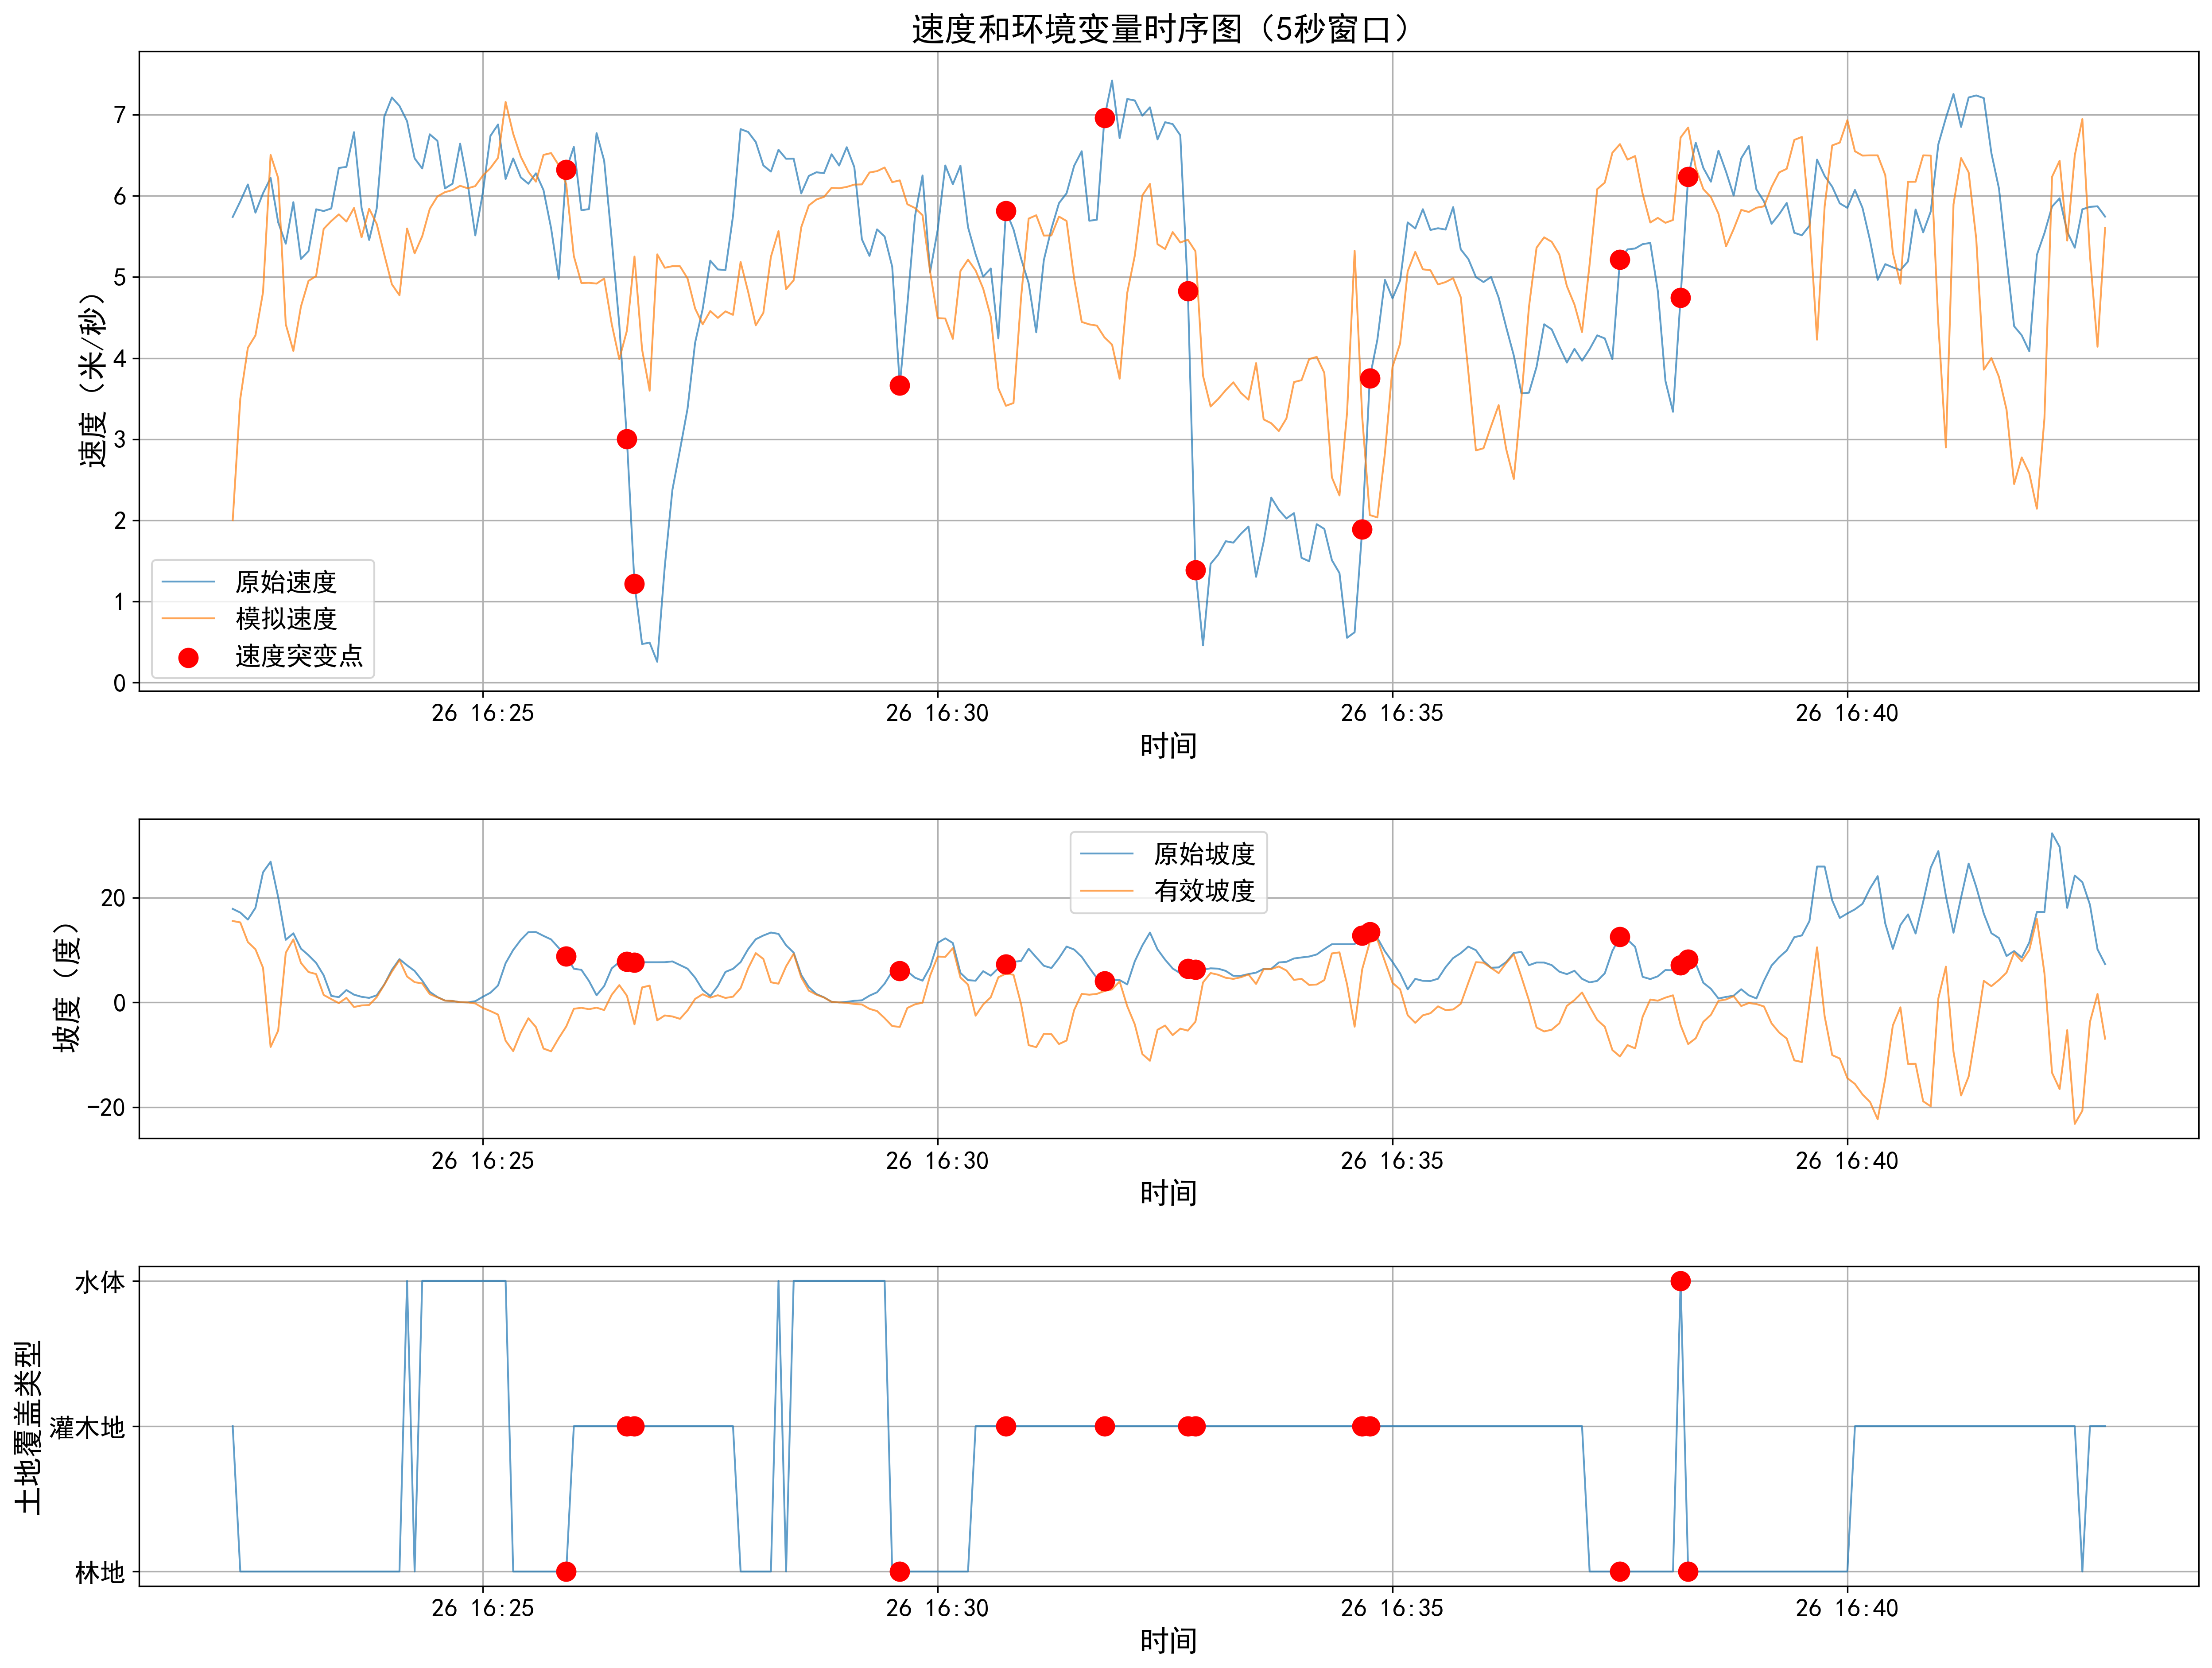 速度和环境变量时序图（5秒窗口）
速度（米/秒）
7
6
5
4
3
2
1
0
原始速度
模拟速度
速度突变点
26 16:25
26 16:30
26 16:35
26 16:40
时间
坡度（度）
20
0
−20
原始坡度
有效坡度
26 16:25
26 16:30
26 16:35
26 16:40
时间
土地覆盖类型
水体
灌木地
林地
26 16:25
26 16:30
26 16:35
26 16:40
时间